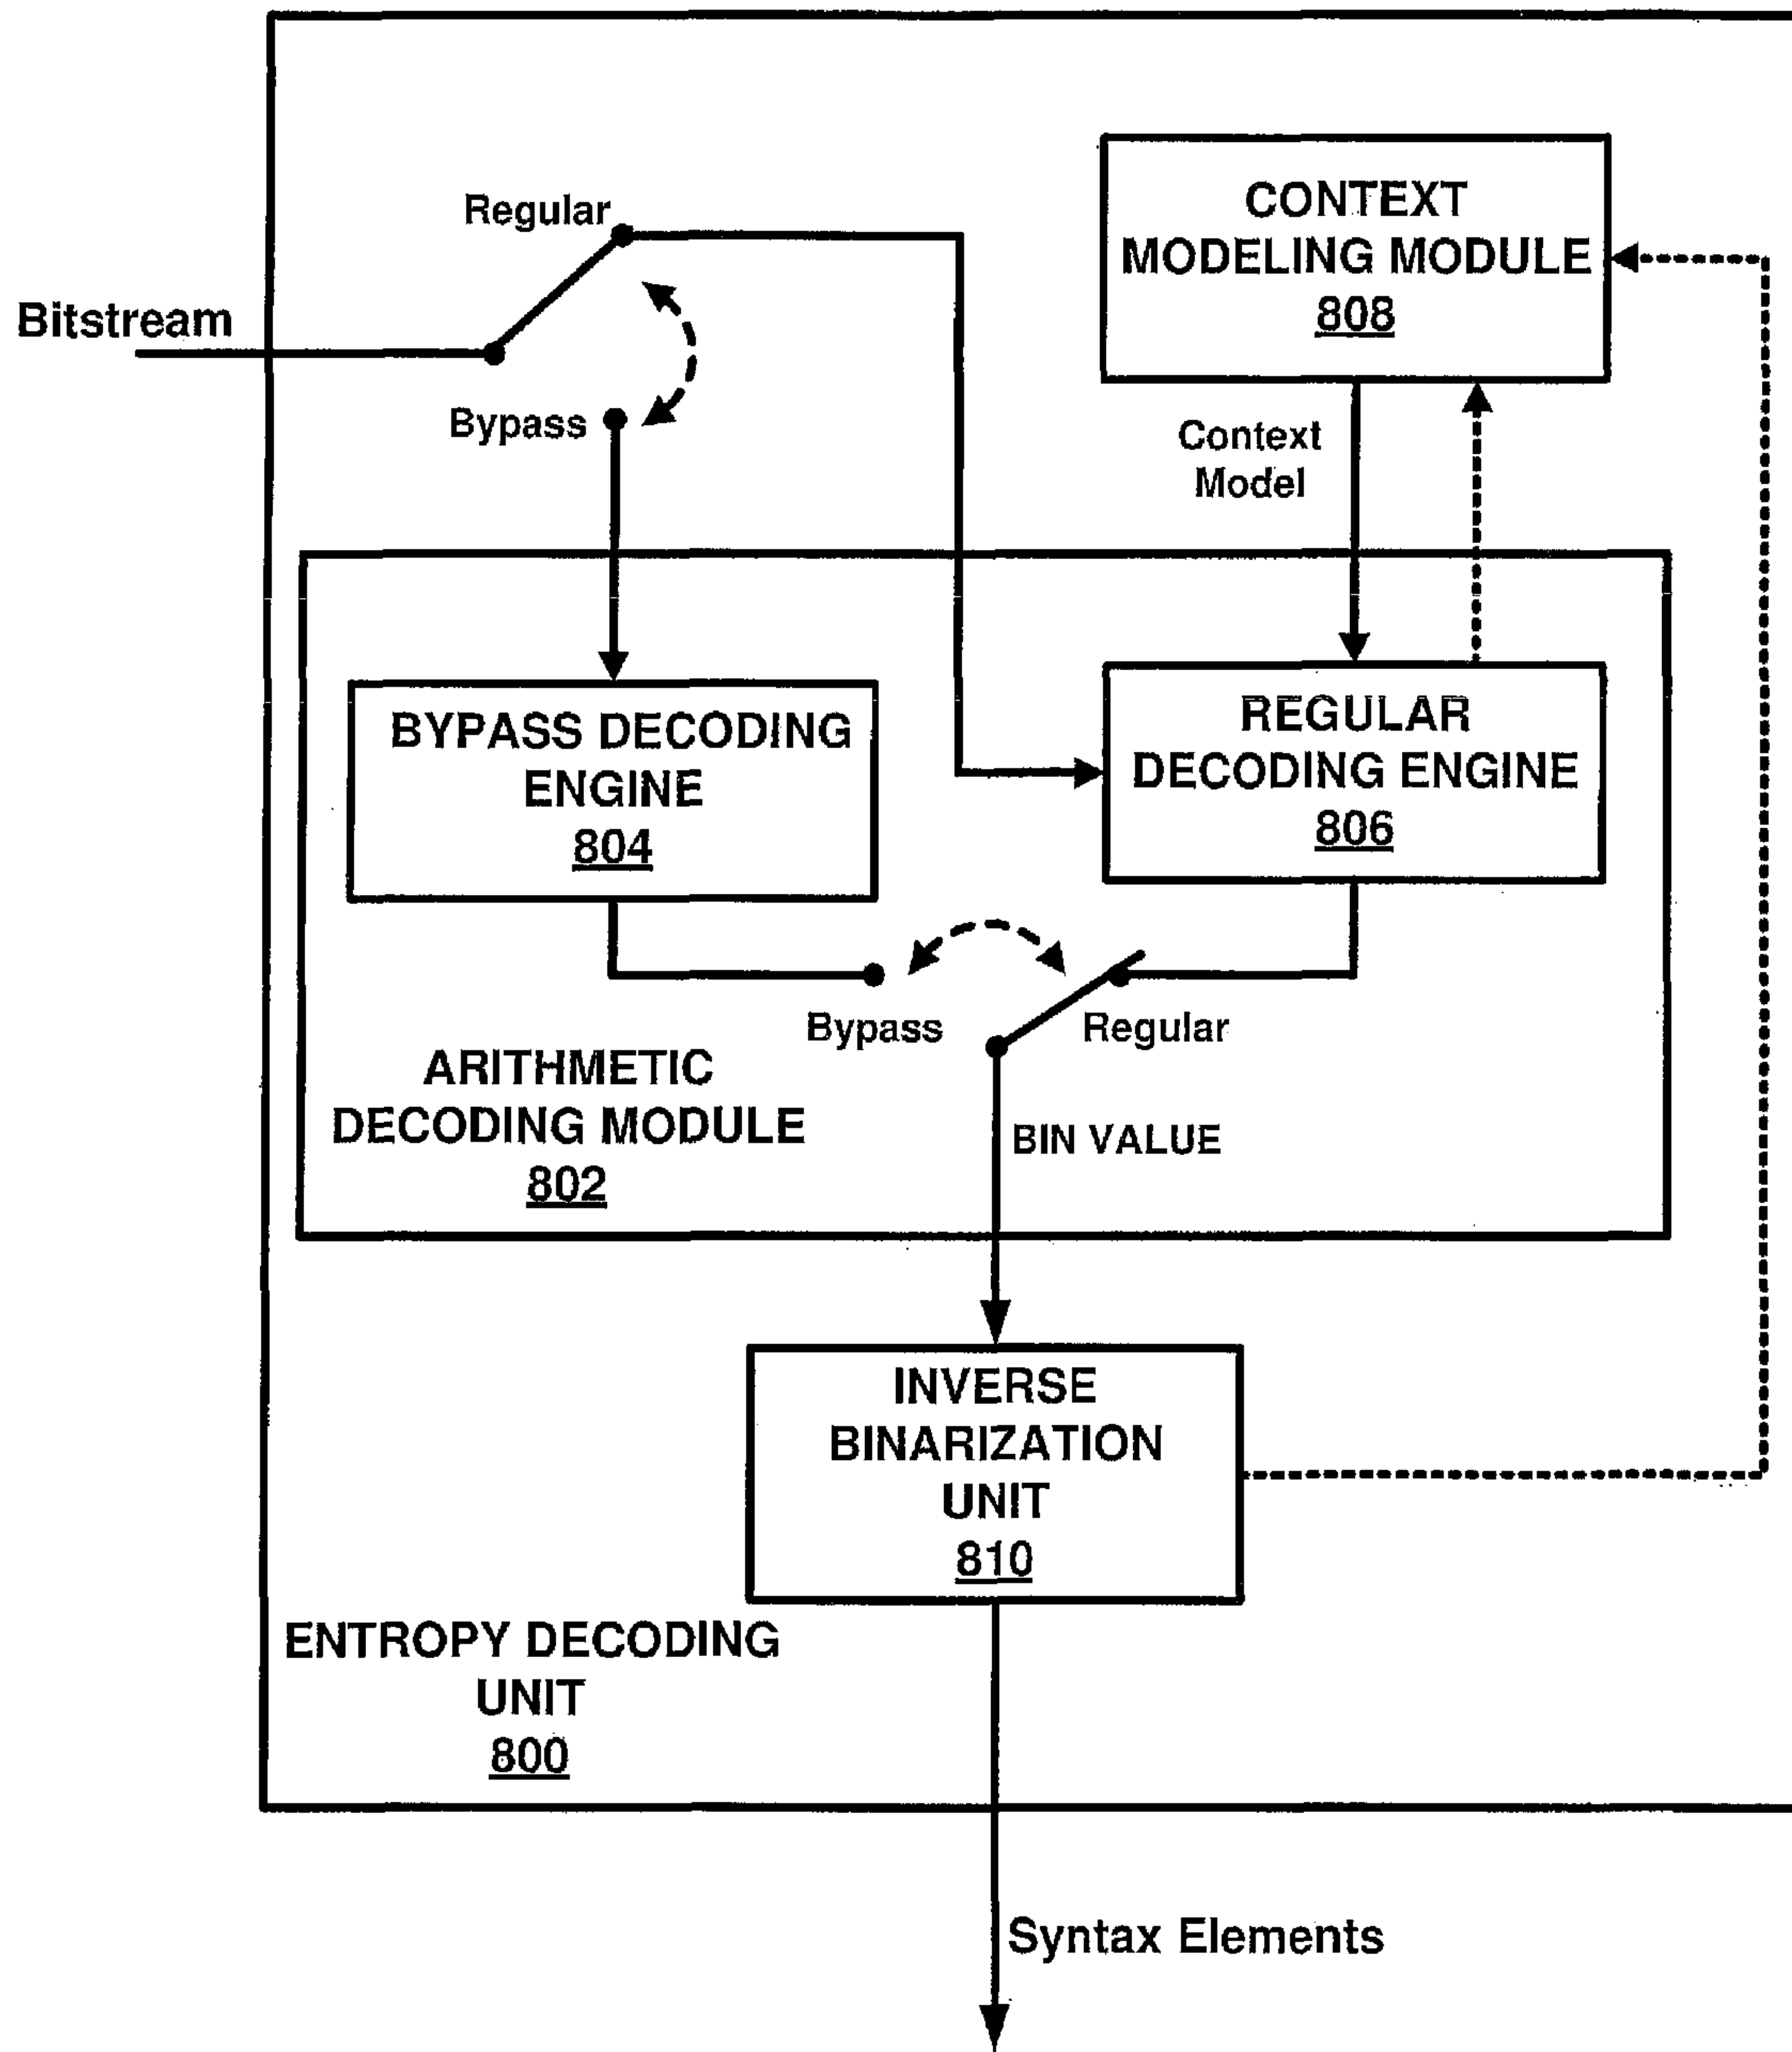 Regular
Bitstream
Bypass
CONTEXT
MODELING MODULE
808
Context
Model
BYPASS DECODING
ENGINE
804
REGULAR
DECODING ENGINE
806
Bypass
Regular
ARITHMETIC
DECODING MODULE
802
BIN VALUE
INVERSE
BINARIZATION
UNIT
810
ENTROPY DECODING
UNIT
800
Syntax Elements